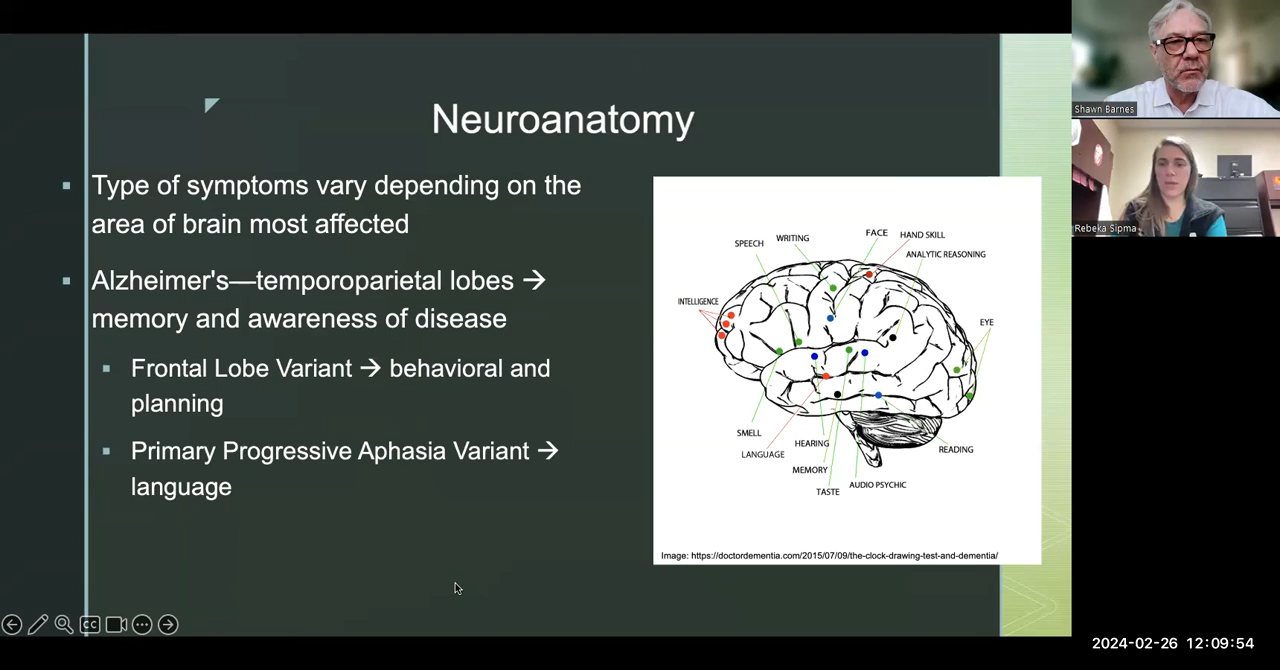 Neuroanatomy
Type of symptoms vary depending on the
area of brain most affected
Alzheimer's—temporoparietal lobes →
memory and awareness of disease
Frontal Lobe Variant → behavioral and
planning
Primary Progressive Aphasia Variant →
language
SPEECH
WRITING
FACE
HAND SKILL
ANALYTIC REASONING
INTELLIGENCE
EYE
SMELL
LANGUAGE
HEARING
MEMORY
TASTE
AUDIO PSYCHIC
READING
Image: https://doctordementia.com/2015/07/09/the-clock-drawing-test-and-dementia/
CC
Shawn Barnes
Rebeka Sipma
2024-02-26 12:09:54